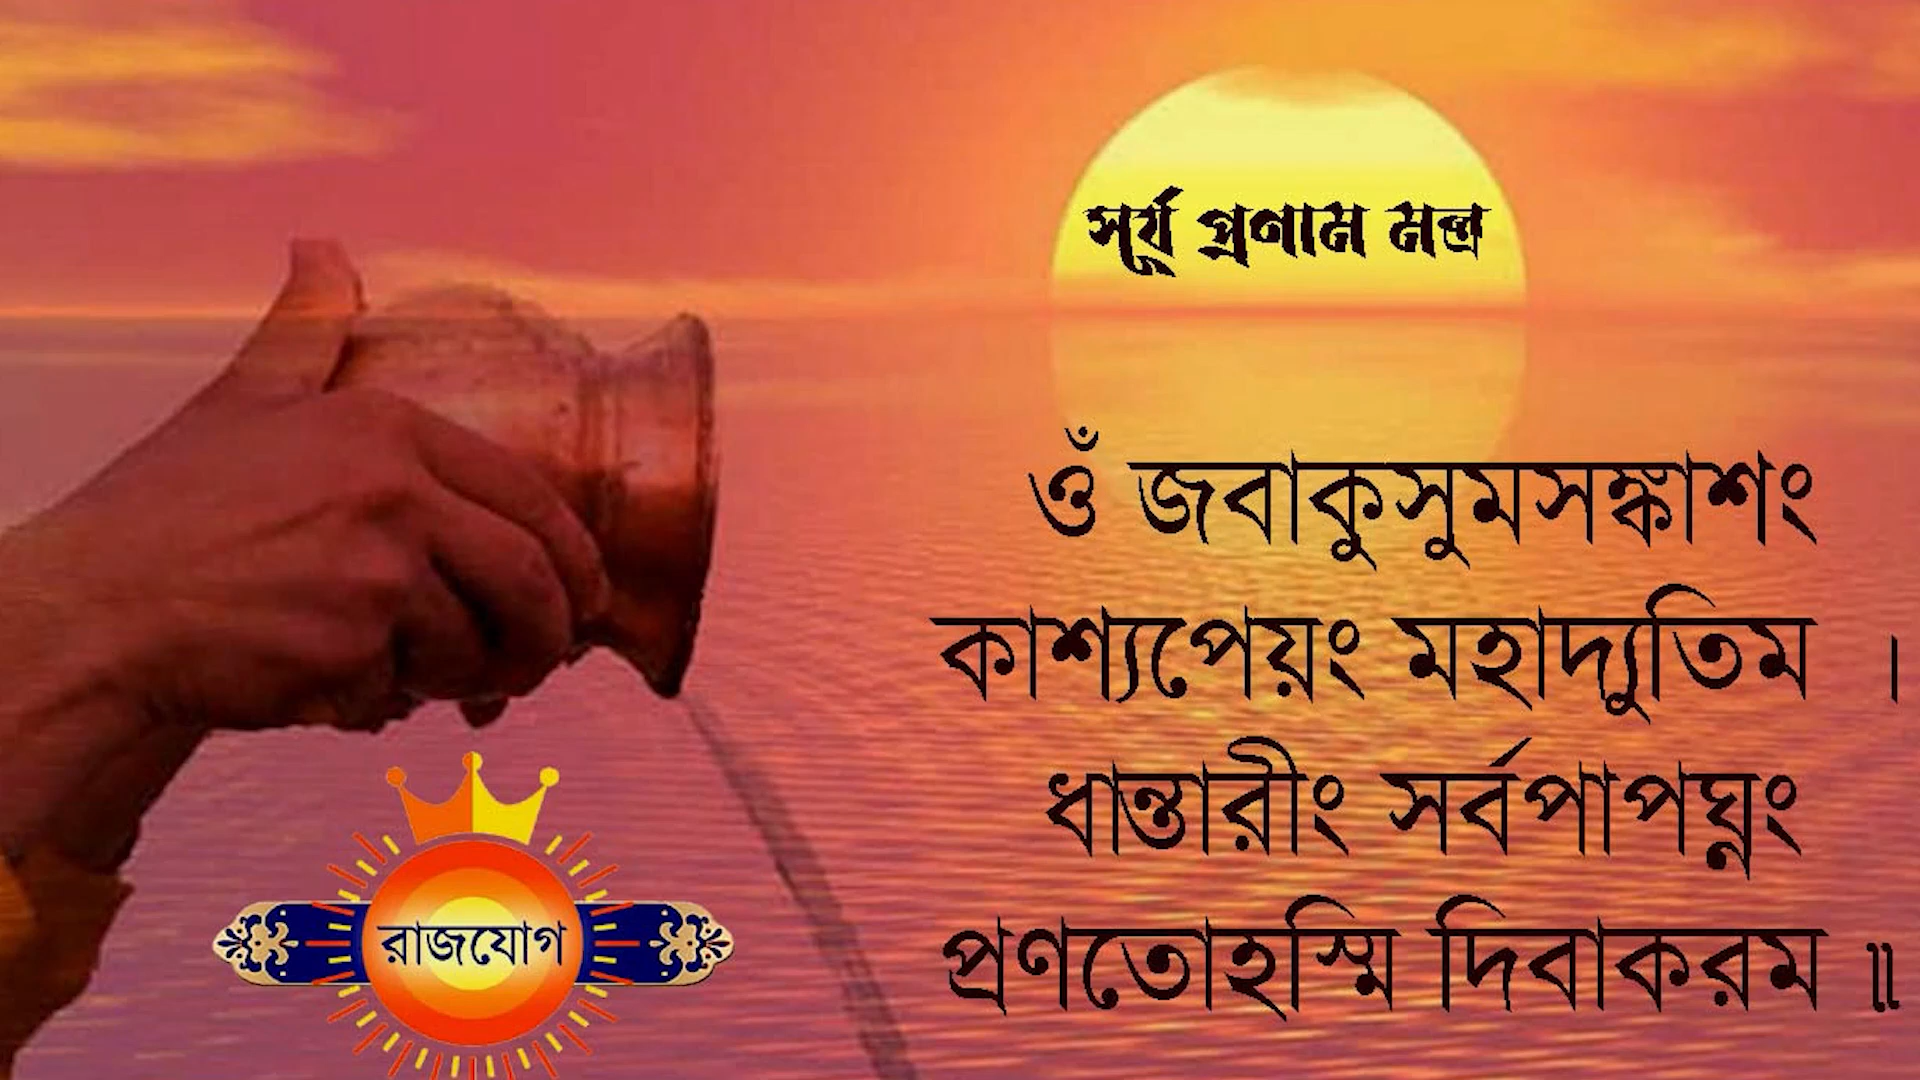 সূর্য প্রণাম মন্ত্র
ওঁ জবাকুসুমসঙ্কাশং
কাশ্যপেয়ং মহাদ্যুতিম ।
ধান্তারীং সর্বপাপঘ্নং
প্রণতোহস্মি দিবাকরম ॥
রাজযোগ